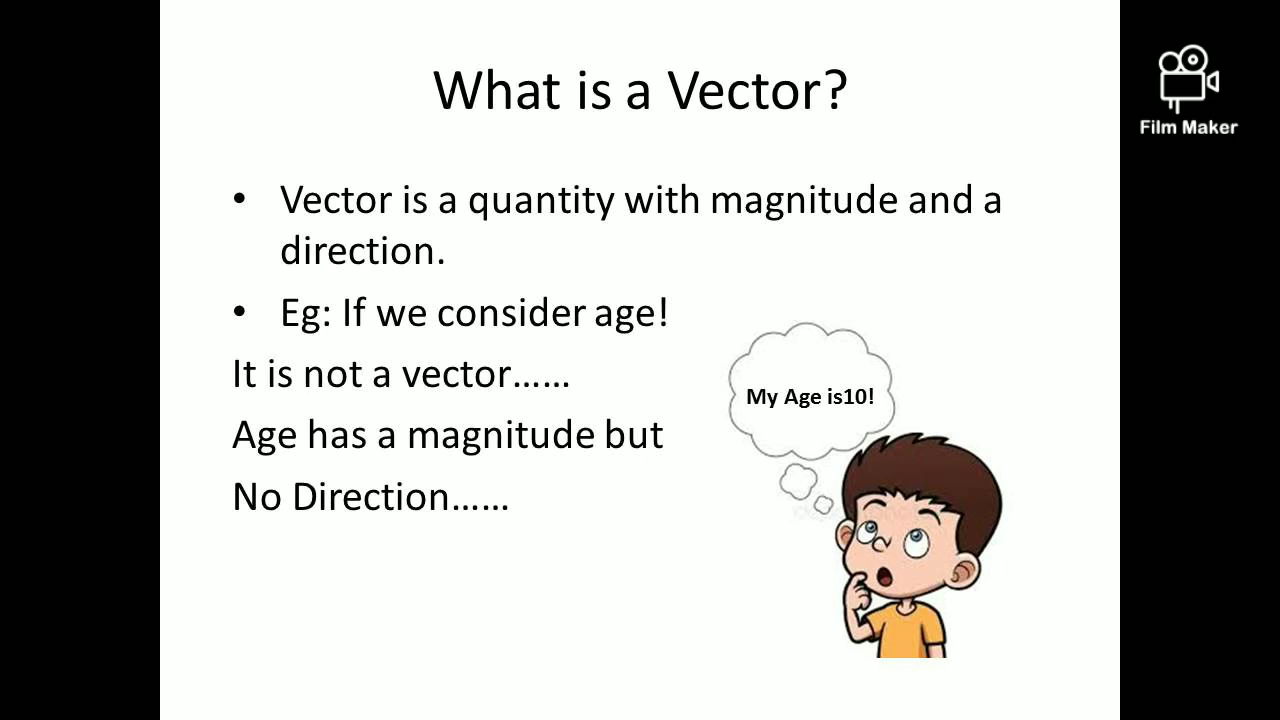 What is a Vector?
Film Maker
• Vector is a quantity with magnitude and a
direction.
• Eg: If we consider age!
It is not a vector……
My Age is10!
Age has a magnitude but
No Direction……